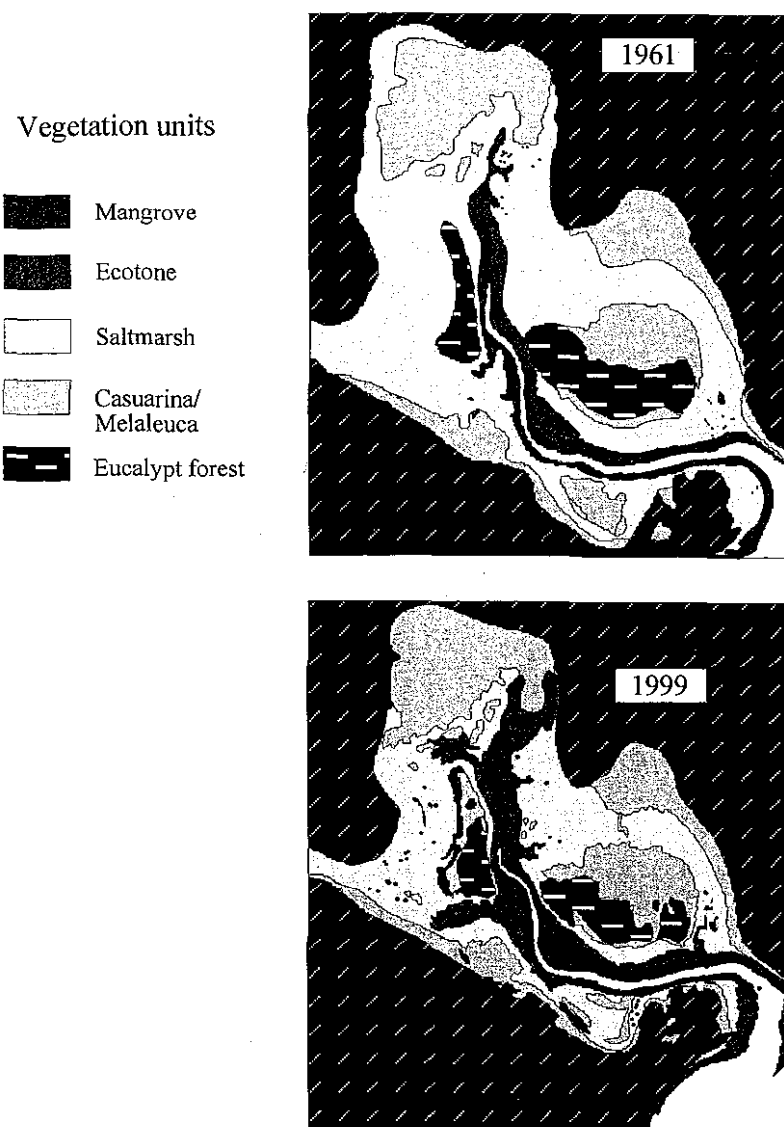 1961
Vegetation units
Mangrove
Ecotone
Saltmarsh
Casuarina/
Melaleuca
Eucalypt forest
1999